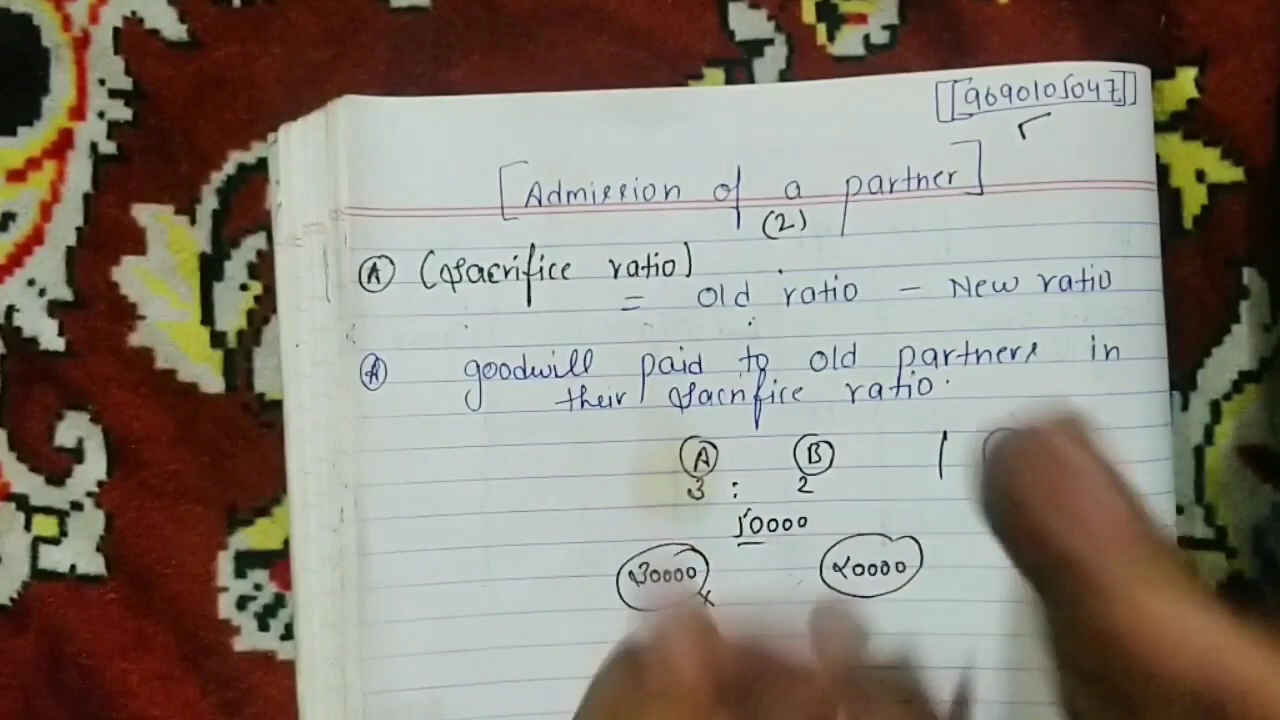 [[9690105047]]
[Admission of a partner]
(2)
(A) (Sacrifice ratio)
= Old ratio - New ratio
(A) goodwill paid to old partners in
their Sacrifice ratio.
A B
3 : 2
50000
30000 20000